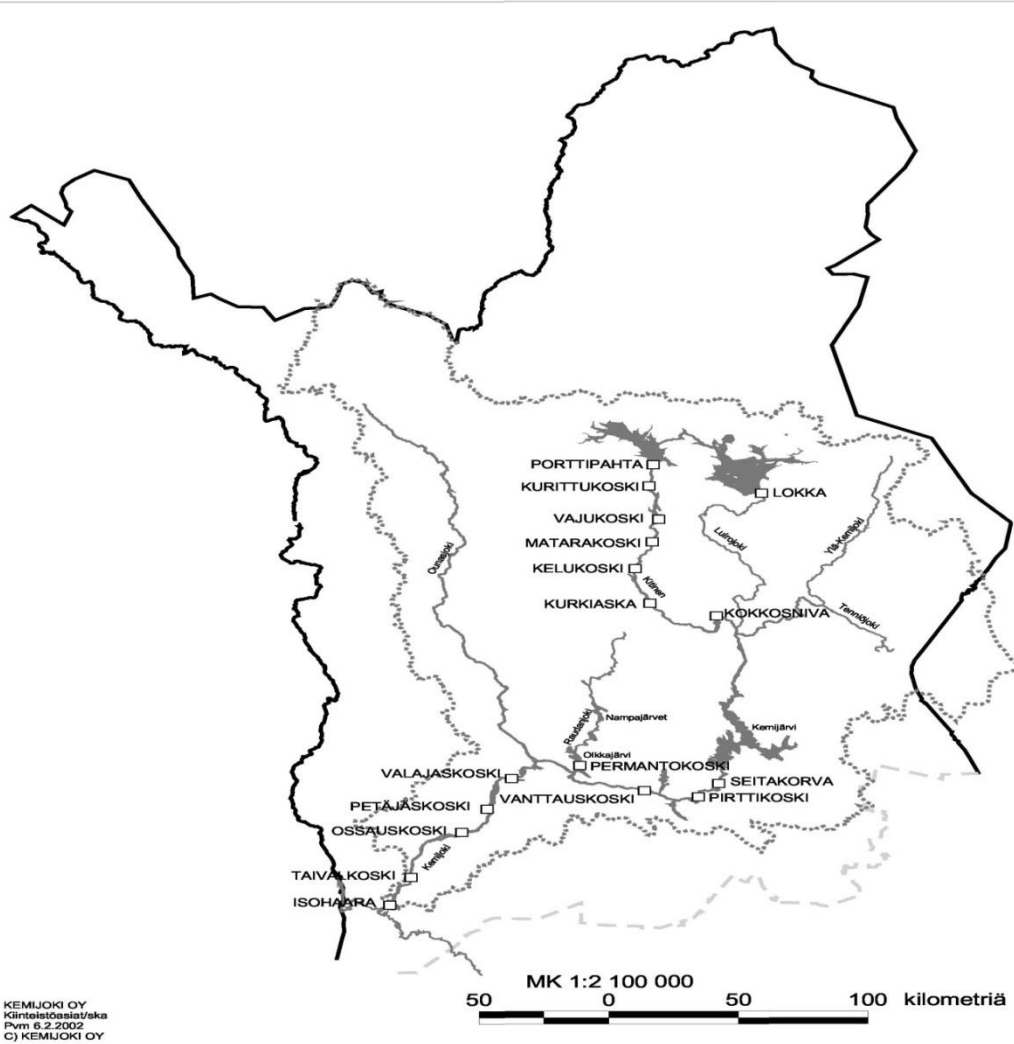 PORTTIPAHTA
KURITTUKOSKI
LOKKA
VAJUKOSKI
MATARAKOSKI
Luirojoki
Ylä-Kemijoki
Ounasjoki
KELUKOSKI
Kitinen
KURKIASKA
KOKKOSNIVA
Tenniöjoki
Raudanjoki
Nampajärvet
Kemijärvi
Olkkajärvi
PERMANTOKOSKI
VALAJASKOSKI
SEITAKORVA
VANTTAUSKOSKI
PIRTTIKOSKI
PETÄJÄSKOSKI
OSSAUSKOSKI
Kemijoki
TAIVALKOSKI
ISOHAARA
MK 1:2 100 000
50 0 50 100 kilometriä
KEMIJOKI OY
Kiinteistöasiat/ska
Pvm 6.2.2002
C) KEMIJOKI OY